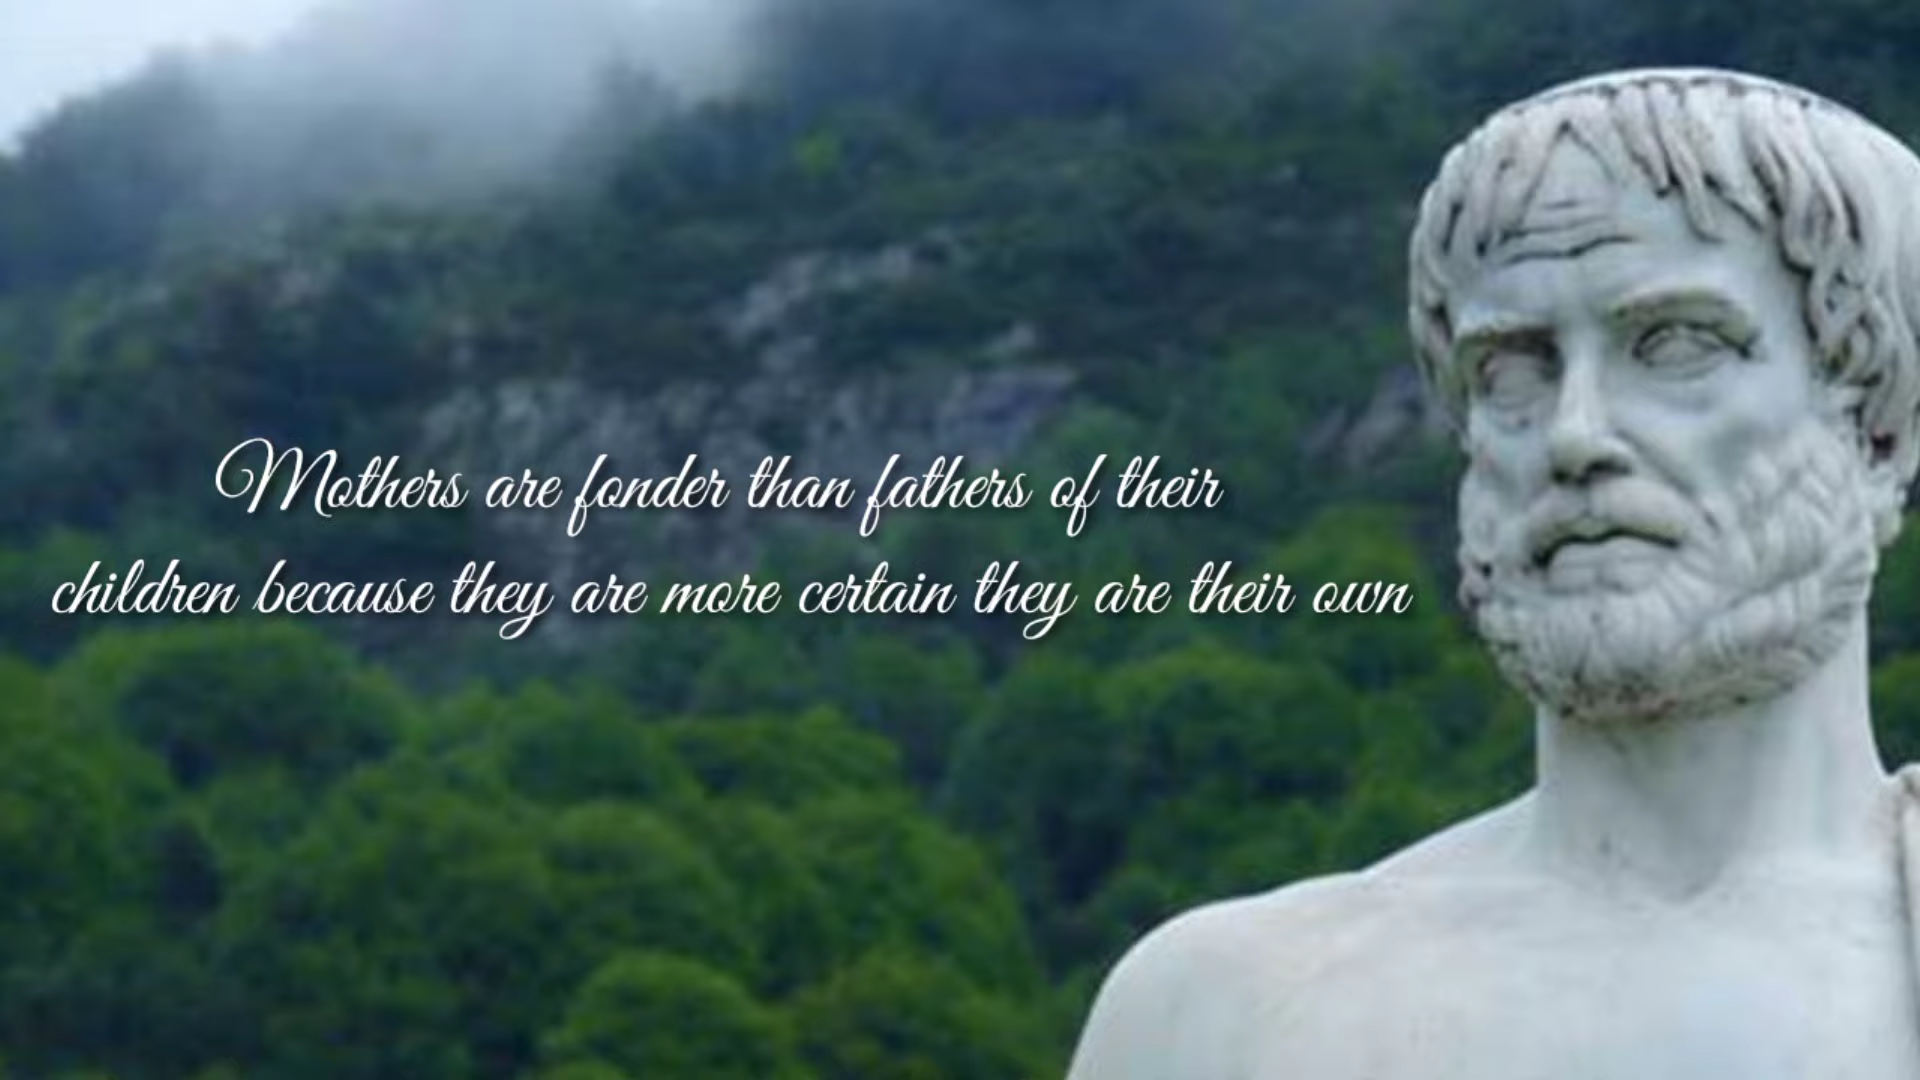 Mothers are fonder than fathers of their
children because they are more certain they are their own